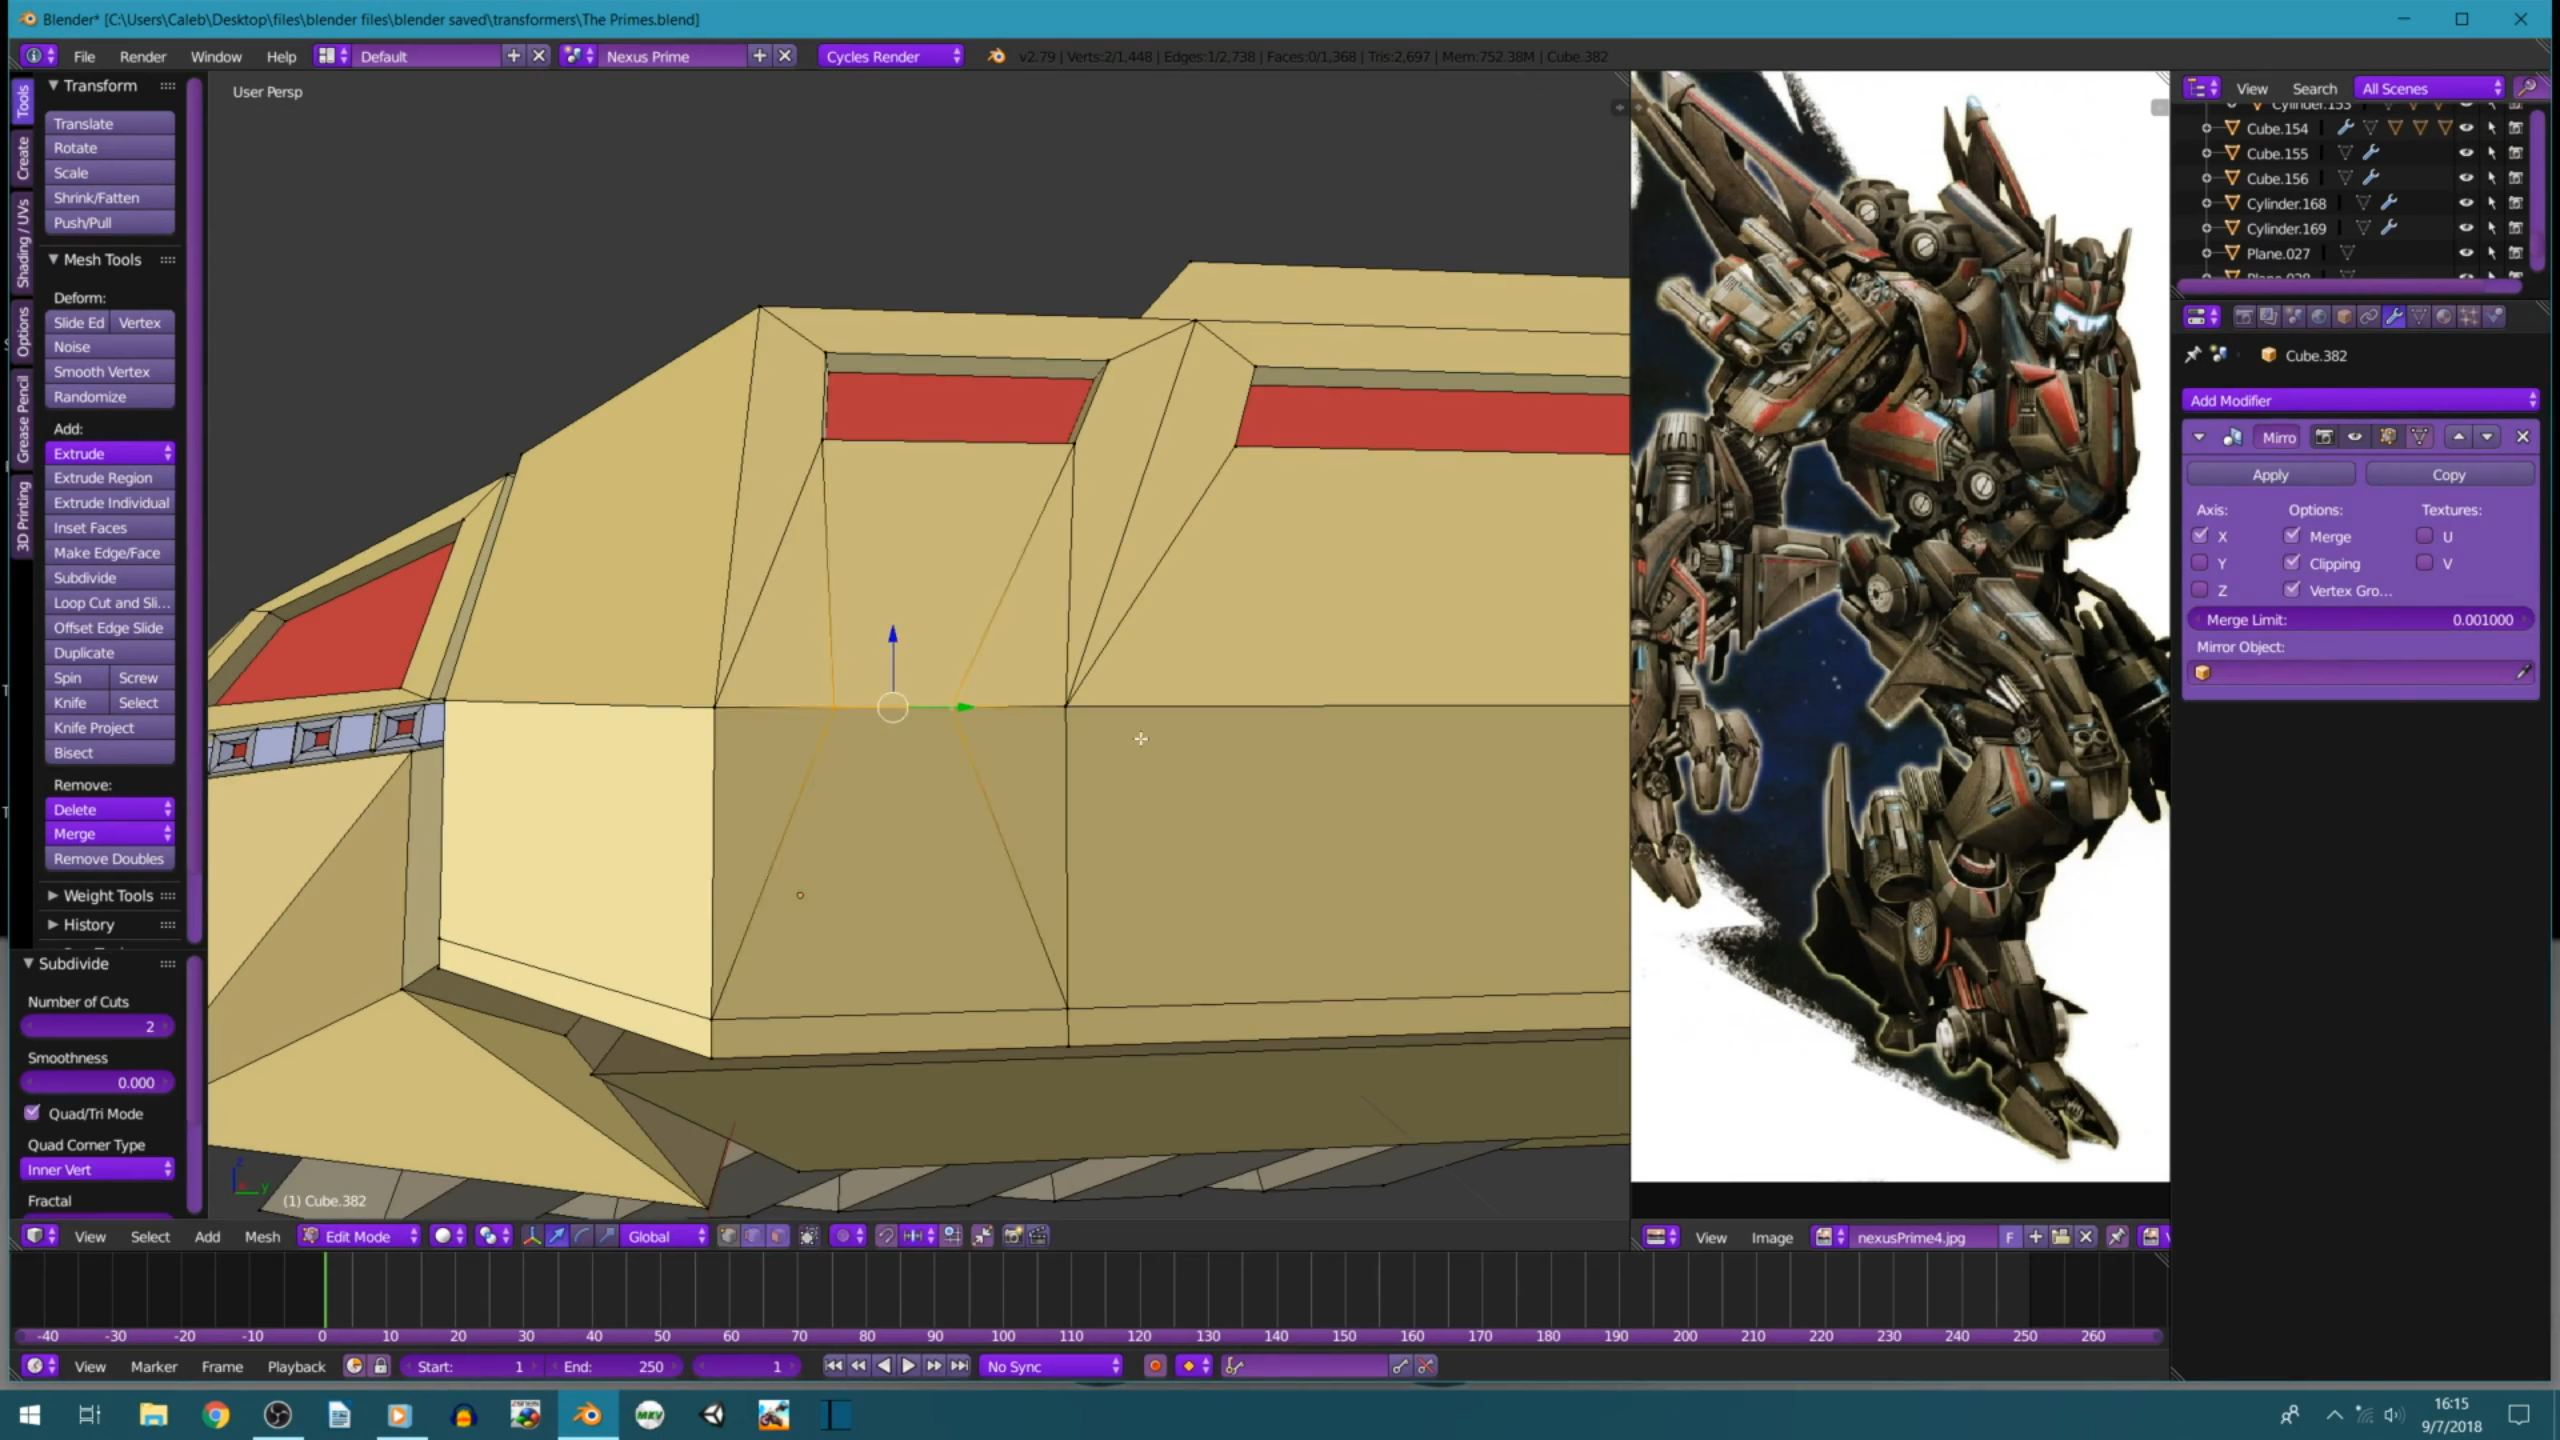 Blender* [C:\Users\Caleb\Desktop\files\blender files\blender saved\transformers\The Primes.blend]
File Render Window Help Default Nexus Prime Cycles Render v2.79 | Verts:2/1,448 | Edges:1/2,738 | Faces:0/1,368 | Tris:2,697 | Mem:752.38M | Cube.382
Tools
Create
Shading / UVs
Options
Grease Pencil
3D Printing
Transform
Translate
Rotate
Scale
Shrink/Fatten
Push/Pull
Mesh Tools
Deform:
Slide Ed Vertex
Noise
Smooth Vertex
Randomize
Add:
Extrude
Extrude Region
Extrude Individual
Inset Faces
Make Edge/Face
Subdivide
Loop Cut and Sli...
Offset Edge Slide
Duplicate
Spin Screw
Knife Select
Knife Project
Bisect
Remove:
Delete
Merge
Remove Doubles
Weight Tools
History
Subdivide
Number of Cuts
2
Smoothness
0.000
Quad/Tri Mode
Quad Corner Type
Inner Vert
Fractal
User Persp
(1) Cube.382
View Select Add Mesh Edit Mode Global
View Image nexusPrime4.jpg F
View Search All Scenes
Cylinder.153
Cube.154
Cube.155
Cube.156
Cylinder.168
Cylinder.169
Plane.027
Cube.382
Add Modifier
Mirro
Apply Copy
Axis: Options: Textures:
X Merge U
Y Clipping V
Z Vertex Gro...
Merge Limit: 0.001000
Mirror Object:
-40 -30 -20 -10 0 10 20 30 40 50 60 70 80 90 100 110 120 130 140 150 160 170 180 190 200 210 220 230 240 250 260
View Marker Frame Playback Start: 1 End: 250 1 No Sync
MKV
16:15
9/7/2018